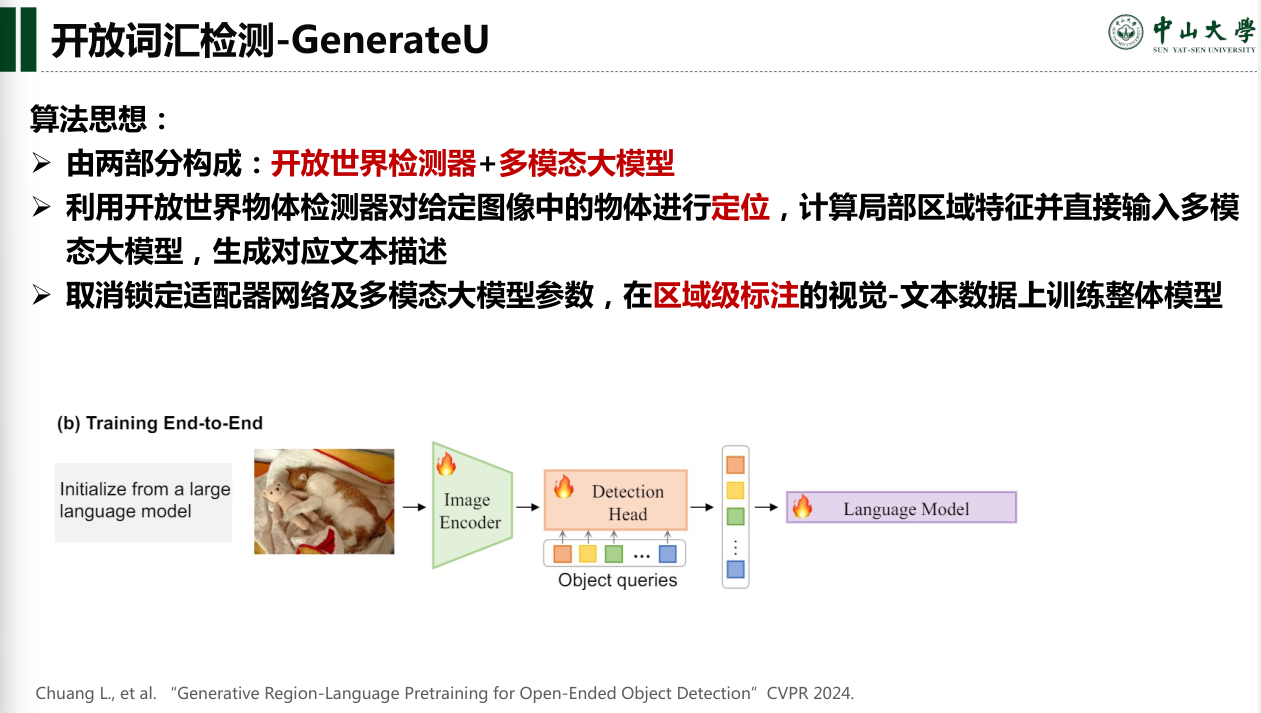 开放词汇检测-GenerateU
中山大學
SUN YAT-SEN UNIVERSITY
算法思想：
➢ 由两部分构成：开放世界检测器+多模态大模型
➢ 利用开放世界物体检测器对给定图像中的物体进行定位，计算局部区域特征并直接输入多模
态大模型，生成对应文本描述
➢ 取消锁定适配器网络及多模态大模型参数，在区域级标注的视觉-文本数据上训练整体模型
(b) Training End-to-End
Initialize from a large
language model
Image
Encoder
Detection
Head
...
Object queries
Language Model
Chuang L., et al. “Generative Region-Language Pretraining for Open-Ended Object Detection” CVPR 2024.